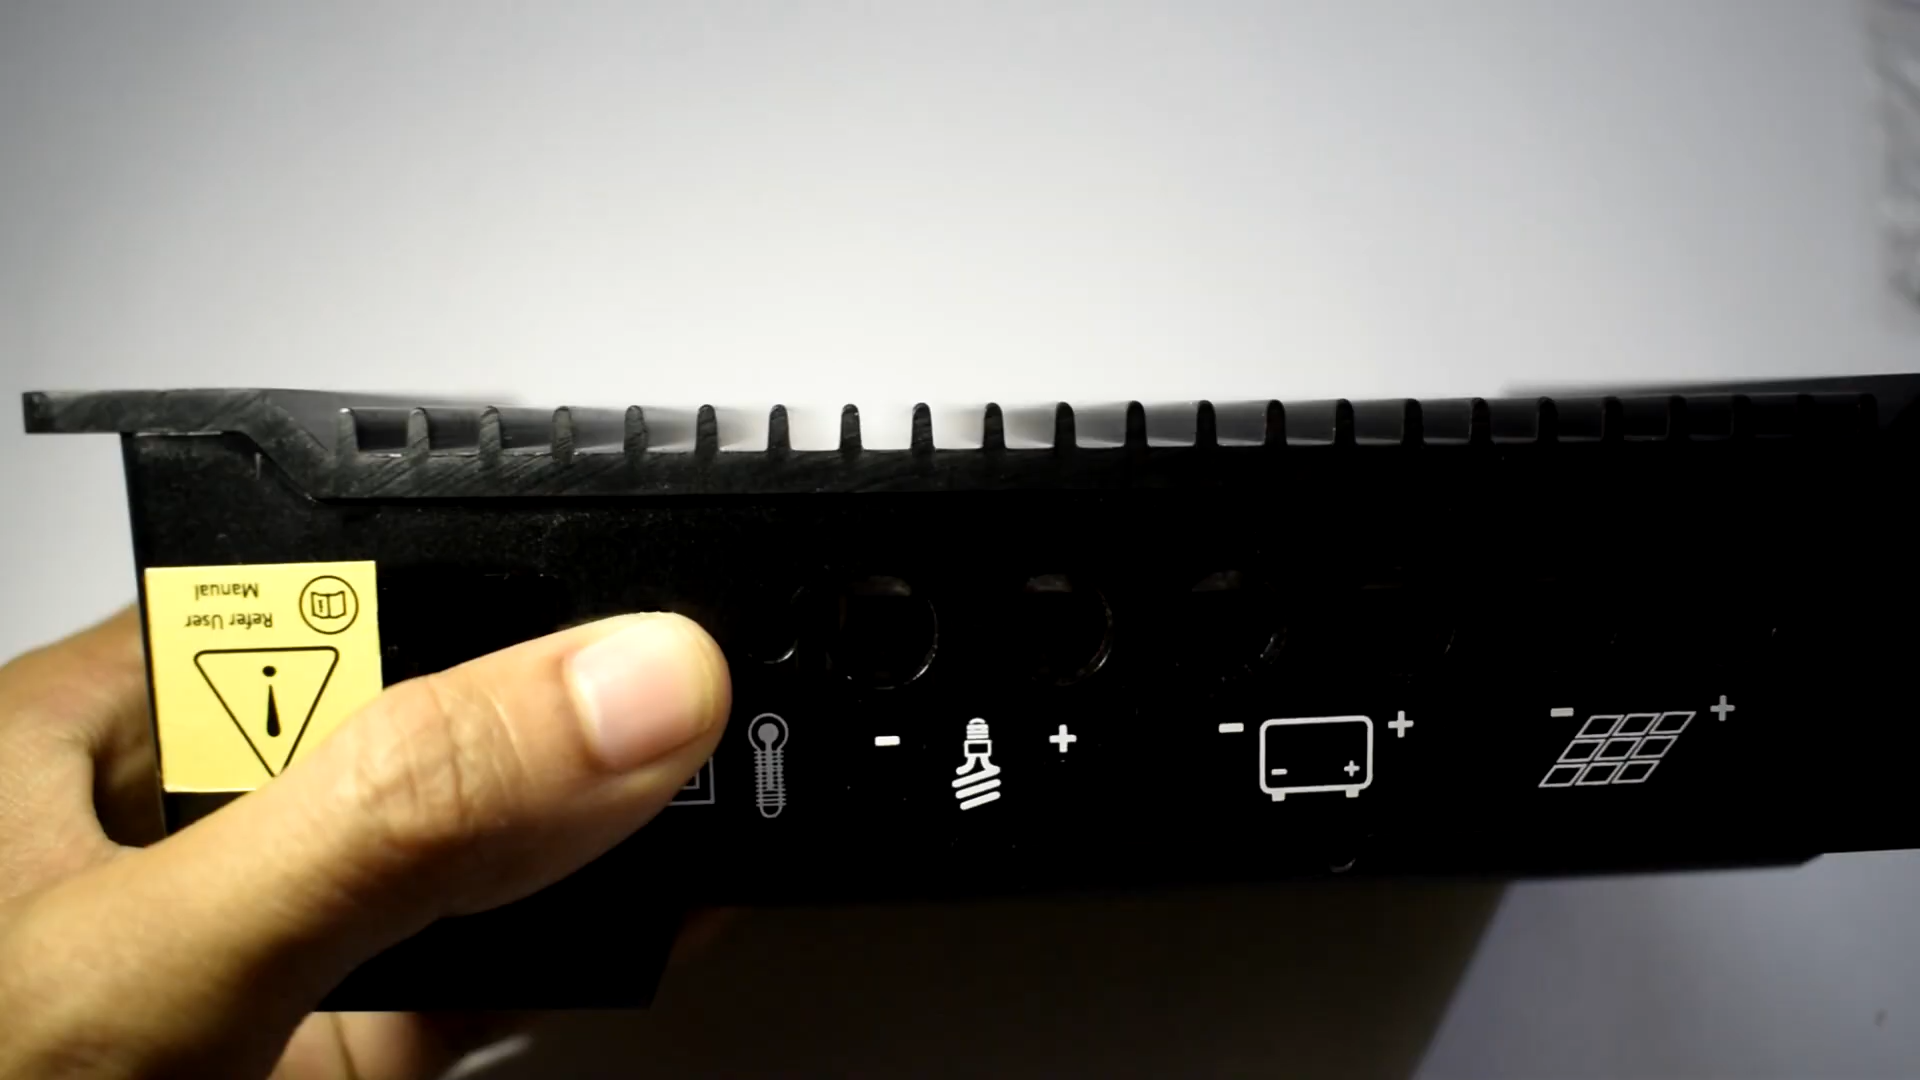 Refer User
Manual
- +
- +
- +
- +